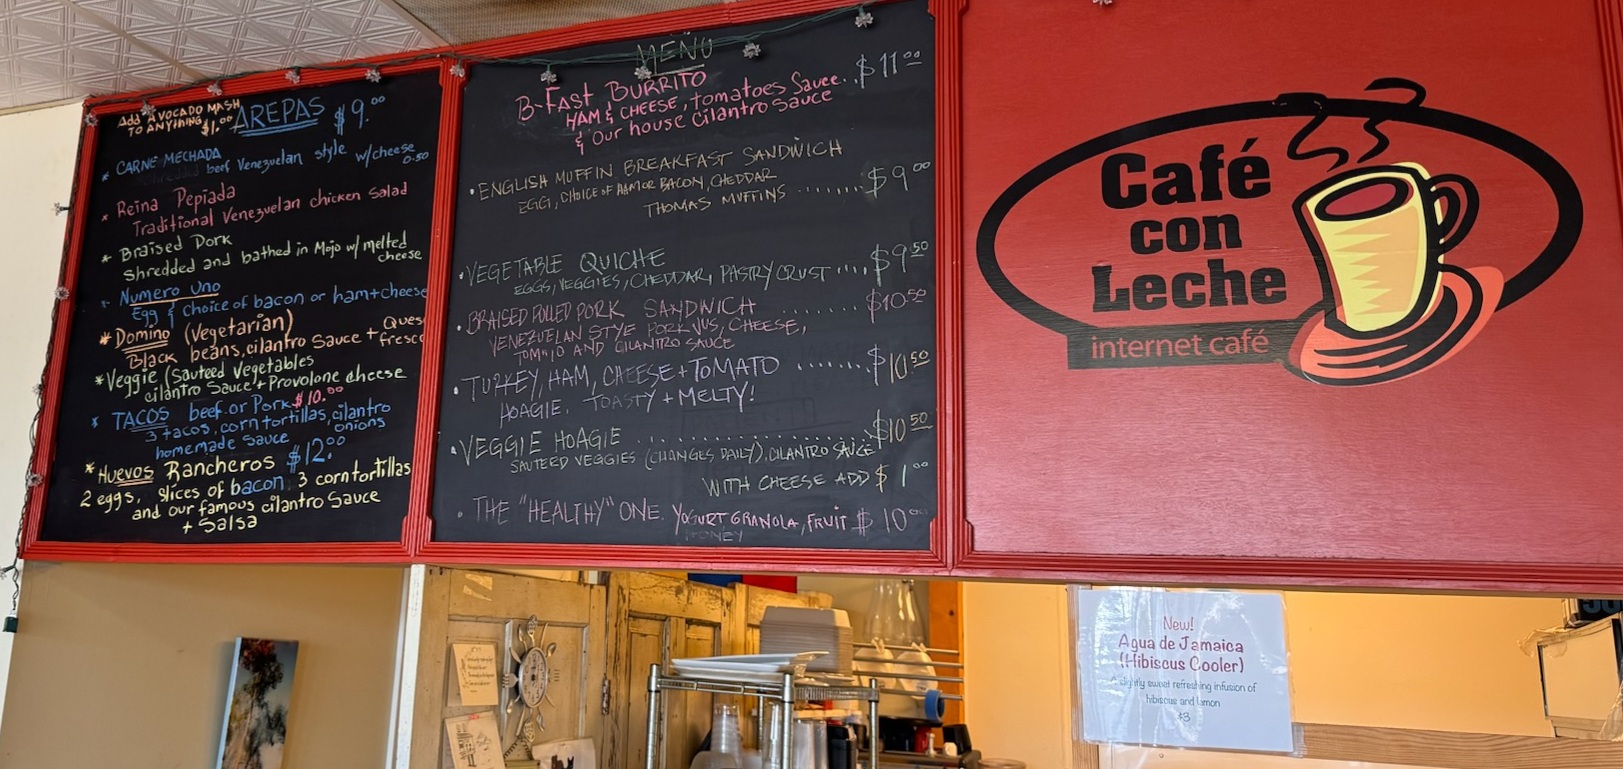 Add AVOCADO MASH
TO ANYTHING $1.00
AREPAS $9.00
* CARNE MECHADA
beef Venezuelan style w/cheese
0.50
* Reina Pepiada
Traditional Venezuelan chicken Salad
* Braised Pork
Shredded and bathed in Mojo w/ melted
cheese
* Numero Uno
Egg & choice of bacon or ham+cheese
* Domino (Vegetarian)
Black beans, cilantro Sauce + Ques
fresco
* Veggie (Sauteed Vegetables
cilantro Sauce + Provolone cheese
* TACOS beef or Pork $10.00
3 tacos, corn tortillas, cilantro
onions
homemade Sauce
* Huevos Rancheros $12.00
2 eggs, slices of bacon 3 corn tortillas
and our famous cilantro Sauce
+ Salsa
MENU
B-FAST BURRITO $11.00
HAM & CHEESE, tomatoes Sauce..
& Our house Cilantro Sauce
. ENGLISH MUFFIN BREAKFAST SANDWICH
EGG, CHOICE OF HAM OR BACON, CHEDDAR ....... $9.00
THOMAS MUFFINS
. VEGETABLE QUICHE
EGGS, VEGGIES, CHEDDAR, PASTRY CRUST .... $9.50
. BRAISED PULLED PORK SANDWICH ....... $10.50
VENEZUELAN STYE PORK JUS, CHEESE,
TOMATO AND CILANTRO SAUCE
. TURKEY, HAM, CHEESE + TOMATO ....... $10.50
HOAGIE. TOASTY + MELTY!
. VEGGIE HOAGIE ................ $10.50
SAUTERD VEGGIES (CHANGES DAILY), CILANTRO SAUCE
WITH CHEESE ADD $1.00
. THE "HEALTHY" ONE. YOGURT GRANOLA, FRUIT $10.00
HONEY
Café
con
Leche
internet café
New!
Agua de Jamaica
(Hibiscus Cooler)
A slightly sweet refreshing infusion of
hibiscus and lemon
$3